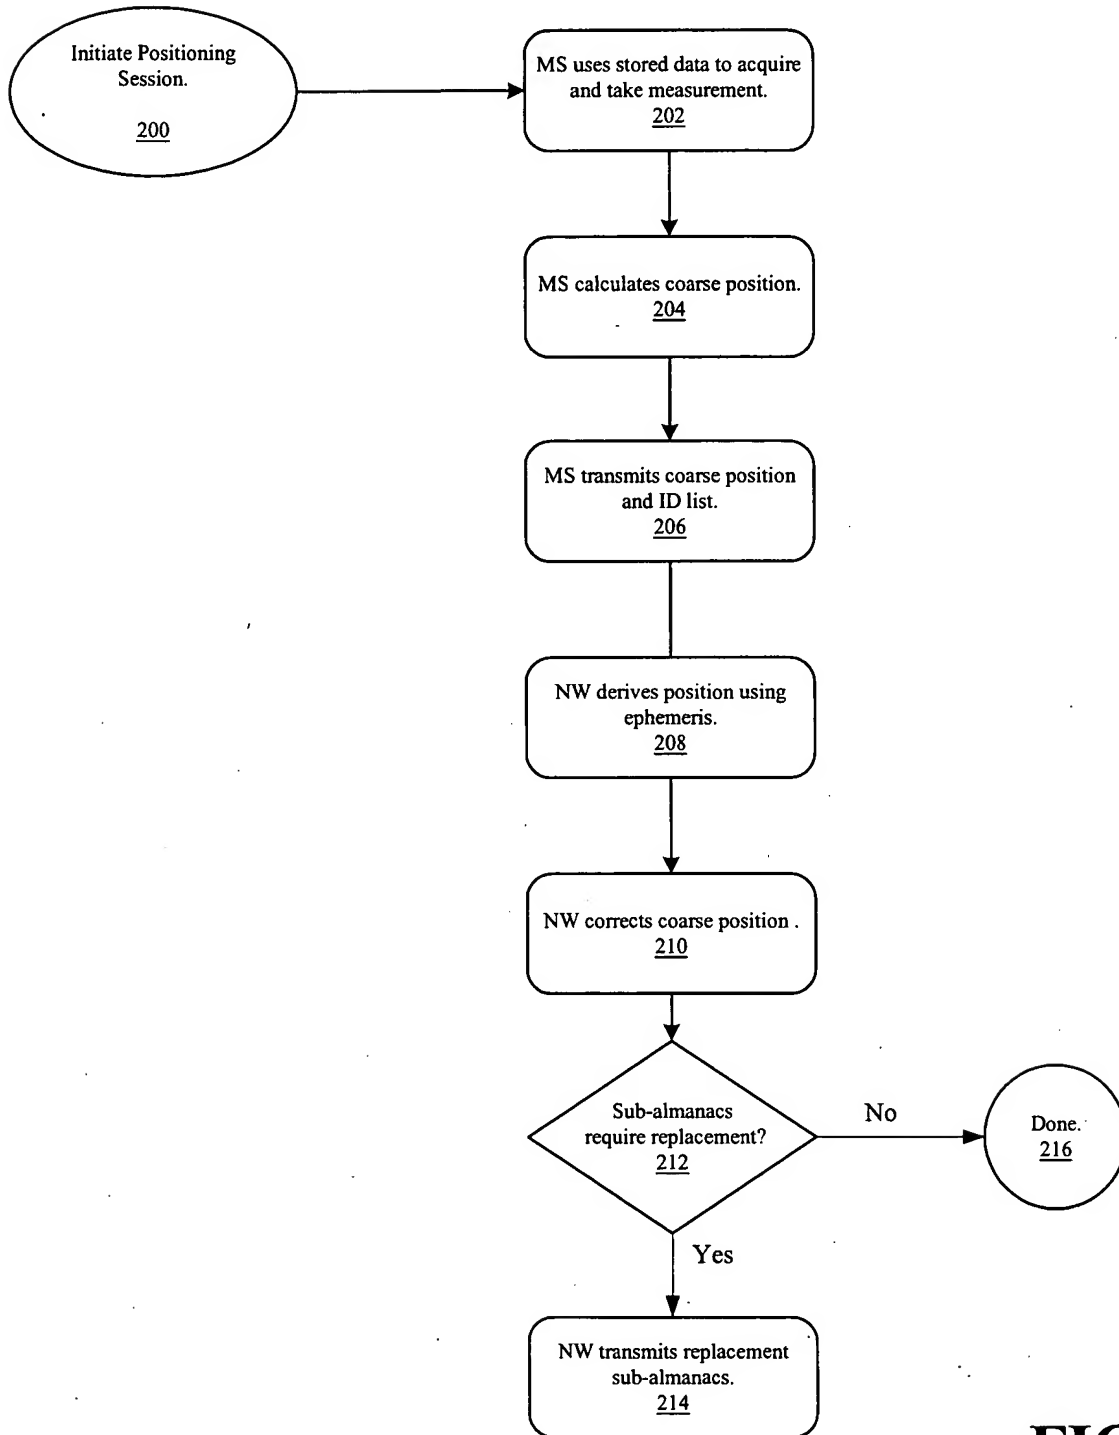 Initiate Positioning
Session.
200
MS uses stored data to acquire
and take measurement.
202
MS calculates coarse position.
204
MS transmits coarse position
and ID list.
206
NW derives position using
ephemeris.
208
NW corrects coarse position .
210
Sub-almanacs
require replacement?
212
No
Done.
216
Yes
NW transmits replacement
sub-almanacs.
214